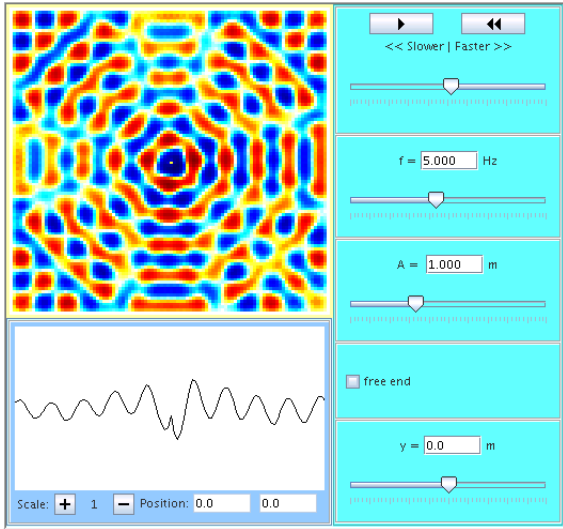 << Slower | Faster >>
f = 5.000 Hz
A = 1.000 m
free end
y = 0.0 m
Scale: + 1 − Position: 0.0 0.0